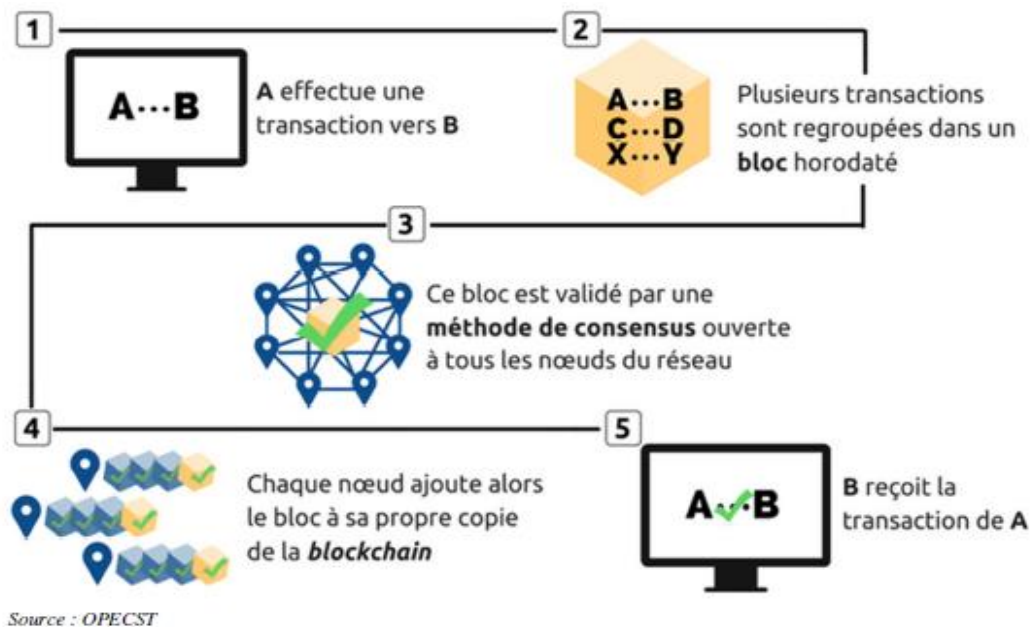 1
A...B
A effectue une
transaction vers B
2
A...B
C...D
X...Y
Plusieurs transactions
sont regroupées dans un
bloc horodaté
3
Ce bloc est validé par une
méthode de consensus ouverte
à tous les nœuds du réseau
4
Chaque nœud ajoute alors
le bloc à sa propre copie
de la blockchain
5
A...B
B reçoit la
transaction de A
Source : OPECST